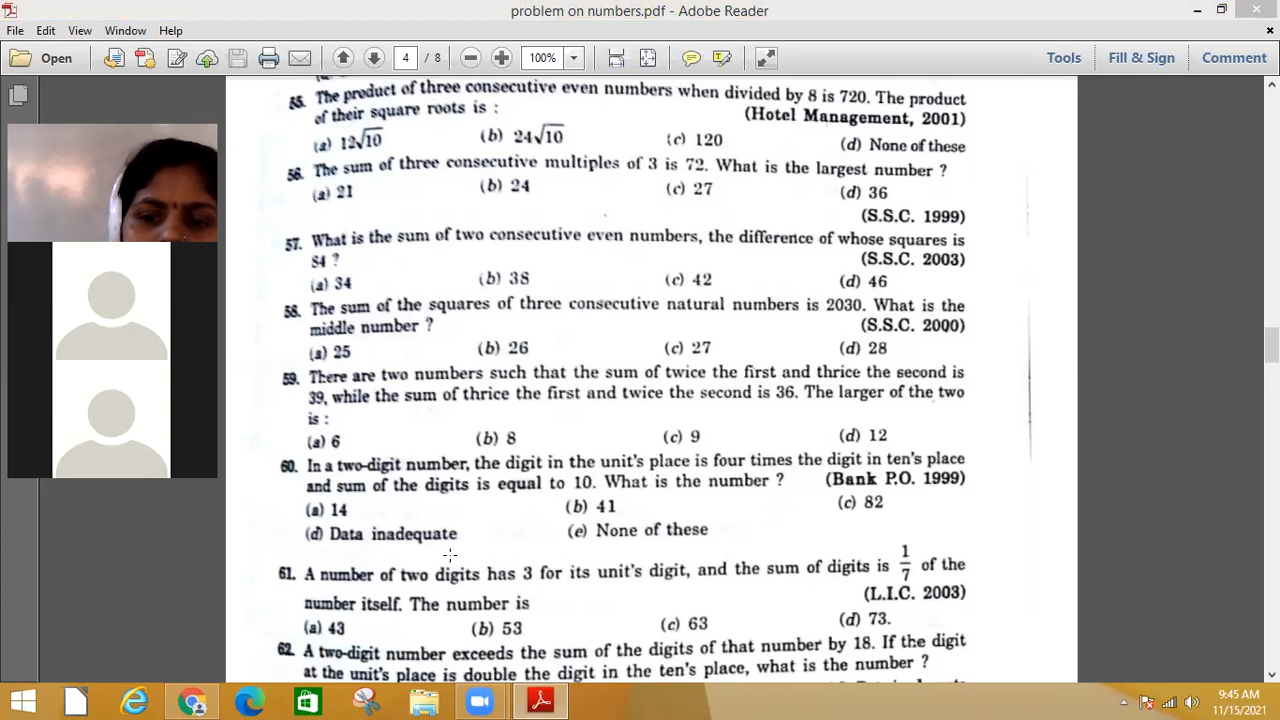 problem on numbers.pdf - Adobe Reader
File Edit View Window Help
Open 4 / 8 100% Tools Fill & Sign Comment
55. The product of three consecutive even numbers when divided by 8 is 720. The product
of their square roots is : (Hotel Management, 2001)
(a) 12√10 (b) 24√10 (c) 120 (d) None of these
56. The sum of three consecutive multiples of 3 is 72. What is the largest number ?
(a) 21 (b) 24 (c) 27 (d) 36
(S.S.C. 1999)
57. What is the sum of two consecutive even numbers, the difference of whose squares is
84 ? (S.S.C. 2003)
(a) 34 (b) 38 (c) 42 (d) 46
58. The sum of the squares of three consecutive natural numbers is 2030. What is the
middle number ? (S.S.C. 2000)
(a) 25 (b) 26 (c) 27 (d) 28
59. There are two numbers such that the sum of twice the first and thrice the second is
39, while the sum of thrice the first and twice the second is 36. The larger of the two
is :
(a) 6 (b) 8 (c) 9 (d) 12
60. In a two-digit number, the digit in the unit's place is four times the digit in ten's place
and sum of the digits is equal to 10. What is the number ? (Bank P.O. 1999)
(a) 14 (b) 41 (c) 82
(d) Data inadequate (e) None of these
61. A number of two digits has 3 for its unit's digit, and the sum of digits is 1/7 of the
number itself. The number is (L.I.C. 2003)
(a) 43 (b) 53 (c) 63 (d) 73.
62. A two-digit number exceeds the sum of the digits of that number by 18. If the digit
at the unit's place is double the digit in the ten's place, what is the number ?
9:45 AM
11/15/2021